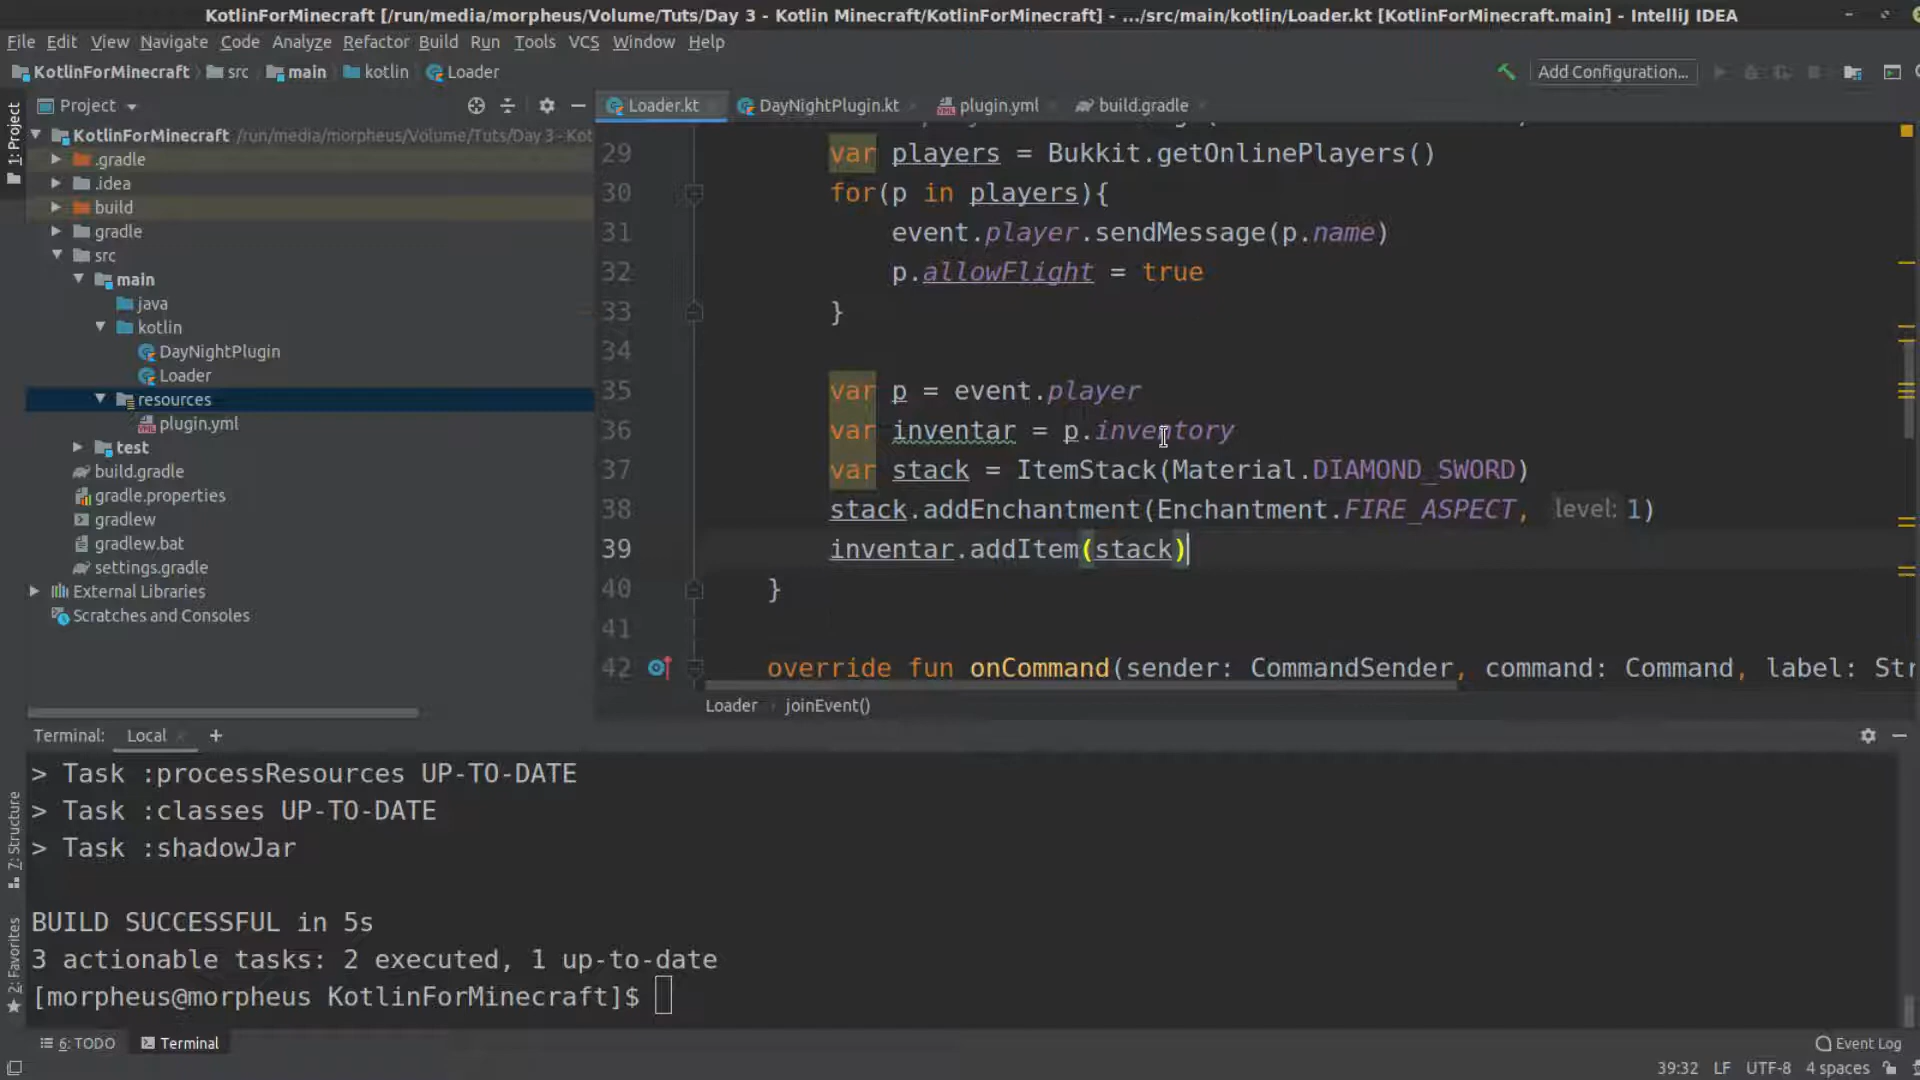 KotlinForMinecraft [/run/media/morpheus/Volume/Tuts/Day 3 - Kotlin Minecraft/KotlinForMinecraft] - .../src/main/kotlin/Loader.kt [KotlinForMinecraft.main] - IntelliJ IDEA
File Edit View Navigate Code Analyze Refactor Build Run Tools VCS Window Help
KotlinForMinecraft src main kotlin Loader Add Configuration...
1: Project
Project
Loader.kt DayNightPlugin.kt plugin.yml build.gradle
KotlinForMinecraft /run/media/morpheus/Volume/Tuts/Day 3 - Kot
.gradle
.idea
build
gradle
src
main
java
kotlin
DayNightPlugin
Loader
resources
plugin.yml
test
build.gradle
gradle.properties
gradlew
gradlew.bat
settings.gradle
External Libraries
Scratches and Consoles
29 var players = Bukkit.getOnlinePlayers()
30 for(p in players){
31 event.player.sendMessage(p.name)
32 p.allowFlight = true
33 }
34
35 var p = event.player
36 var inventar = p.inventory
37 var stack = ItemStack(Material.DIAMOND_SWORD)
38 stack.addEnchantment(Enchantment.FIRE_ASPECT, level: 1)
39 inventar.addItem(stack)
40 }
41
42 override fun onCommand(sender: CommandSender, command: Command, label: Str
Loader joinEvent()
Terminal: Local +
> Task :processResources UP-TO-DATE
> Task :classes UP-TO-DATE
> Task :shadowJar
BUILD SUCCESSFUL in 5s
3 actionable tasks: 2 executed, 1 up-to-date
[morpheus@morpheus KotlinForMinecraft]$
7: Structure
2: Favorites
6: TODO Terminal Event Log
39:32 LF UTF-8 4 spaces